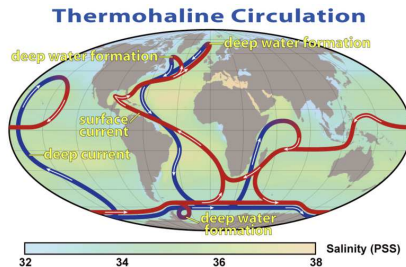 Thermohaline Circulation
deep water formation
deep water formation
surface
current
deep current
deep water
formation
Salinity (PSS)
32 34 36 38